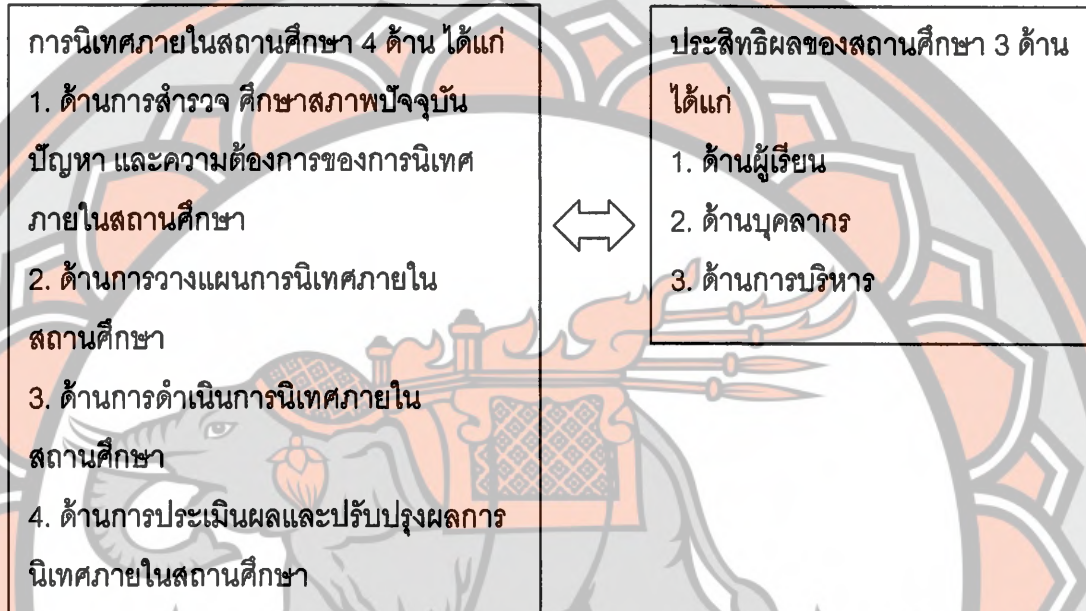 การนิเทศภายในสถานศึกษา 4 ด้าน ได้แก่
1. ด้านการสำรวจ ศึกษาสภาพปัจจุบัน
ปัญหา และความต้องการของการนิเทศ
ภายในสถานศึกษา
2. ด้านการวางแผนการนิเทศภายใน
สถานศึกษา
3. ด้านการดำเนินการนิเทศภายใน
สถานศึกษา
4. ด้านการประเมินผลและปรับปรุงผลการ
นิเทศภายในสถานศึกษา
ประสิทธิผลของสถานศึกษา 3 ด้าน
ได้แก่
1. ด้านผู้เรียน
2. ด้านบุคลากร
3. ด้านการบริหาร